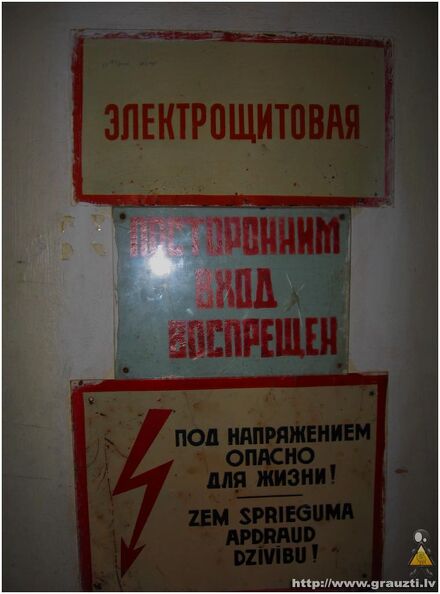 ЭЛЕКТРОЩИТОВАЯ
ПОСТОРОННИМ
ВХОД
ВОСПРЕЩЕН
ПОД НАПРЯЖЕНИЕМ
ОПАСНО
ДЛЯ ЖИЗНИ!
ZEM SPRIEGUMA
APDRAUD
DZĪVĪBU!
http://www.grauzti.lv